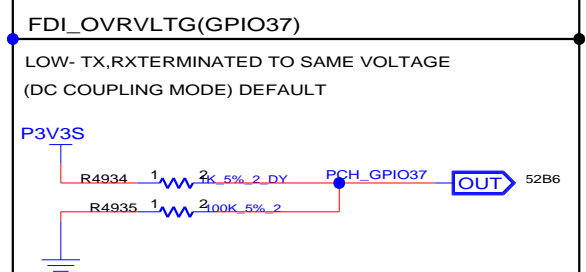 FDI_OVRVLTG(GPIO37)
LOW- TX,RXTERMINATED TO SAME VOLTAGE
(DC COUPLING MODE) DEFAULT
P3V3S
R4934 1 2 1K_5%_2_DY PCH_GPIO37 OUT 52B6
R4935 1 2 100K_5%_2